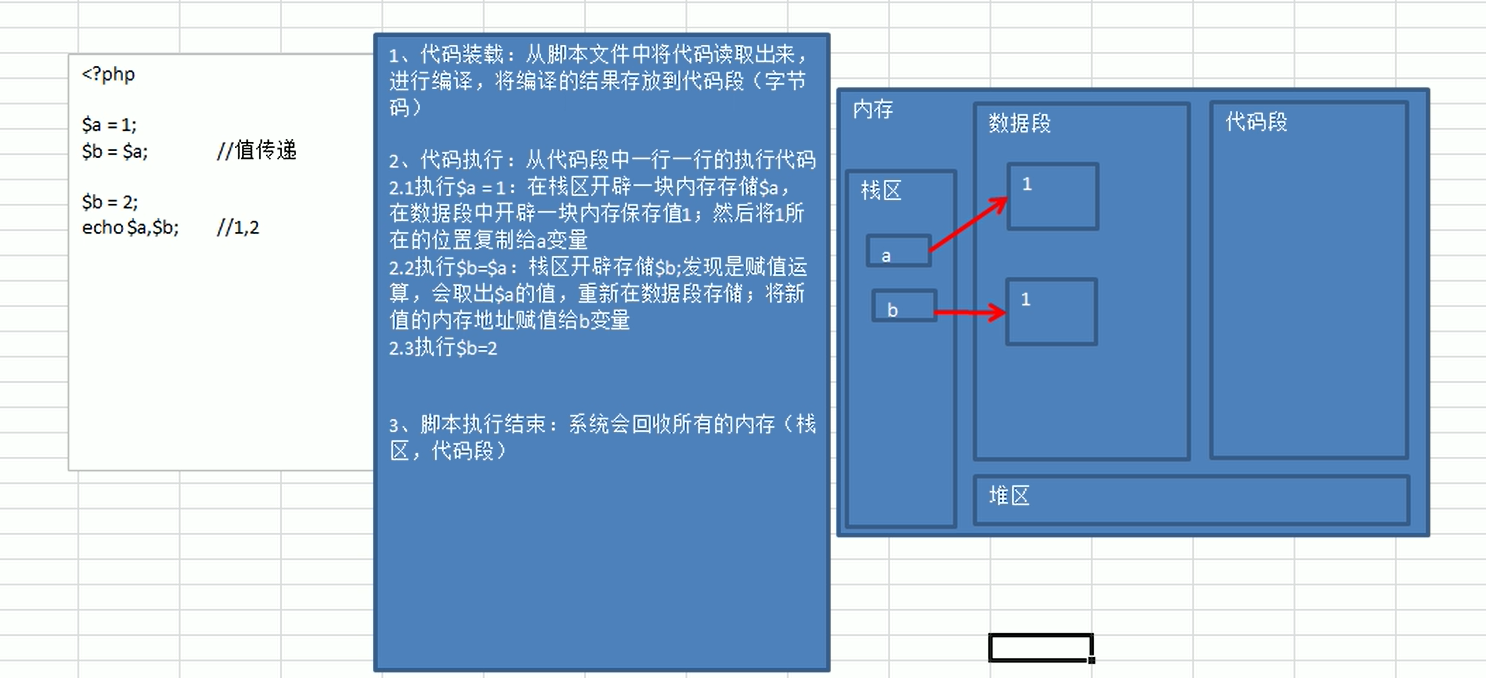 <?php
$a = 1;
$b = $a; //值传递
$b = 2;
echo $a,$b; //1,2
1、代码装载：从脚本文件中将代码读取出来，
进行编译，将编译的结果存放到代码段（字节
码）
2、代码执行：从代码段中一行一行的执行代码
2.1执行$a = 1：在栈区开辟一块内存存储$a，
在数据段中开辟一块内存保存值1；然后将1所
在的位置复制给a变量
2.2执行$b=$a：栈区开辟存储$b;发现是赋值运
算，会取出$a的值，重新在数据段存储；将新
值的内存地址赋值给b变量
2.3执行$b=2
3、脚本执行结束：系统会回收所有的内存（栈
区，代码段）
内存
栈区
a
b
数据段
1
1
代码段
堆区